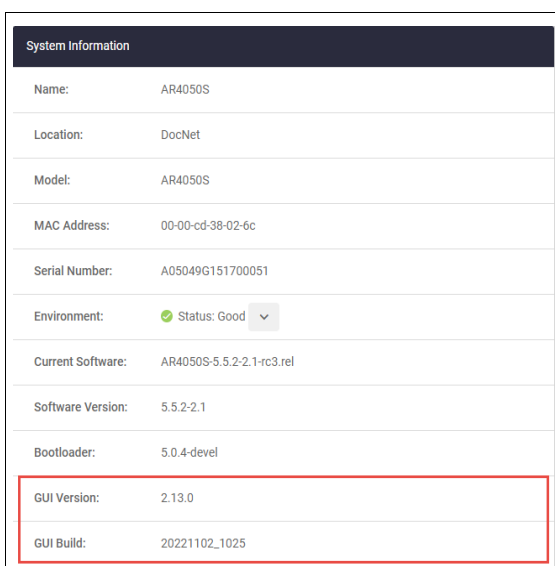 System Information
Name: AR4050S
Location: DocNet
Model: AR4050S
MAC Address: 00-00-cd-38-02-6c
Serial Number: A05049G151700051
Environment: Status: Good
Current Software: AR4050S-5.5.2-2.1-rc3.rel
Software Version: 5.5.2-2.1
Bootloader: 5.0.4-devel
GUI Version: 2.13.0
GUI Build: 20221102_1025